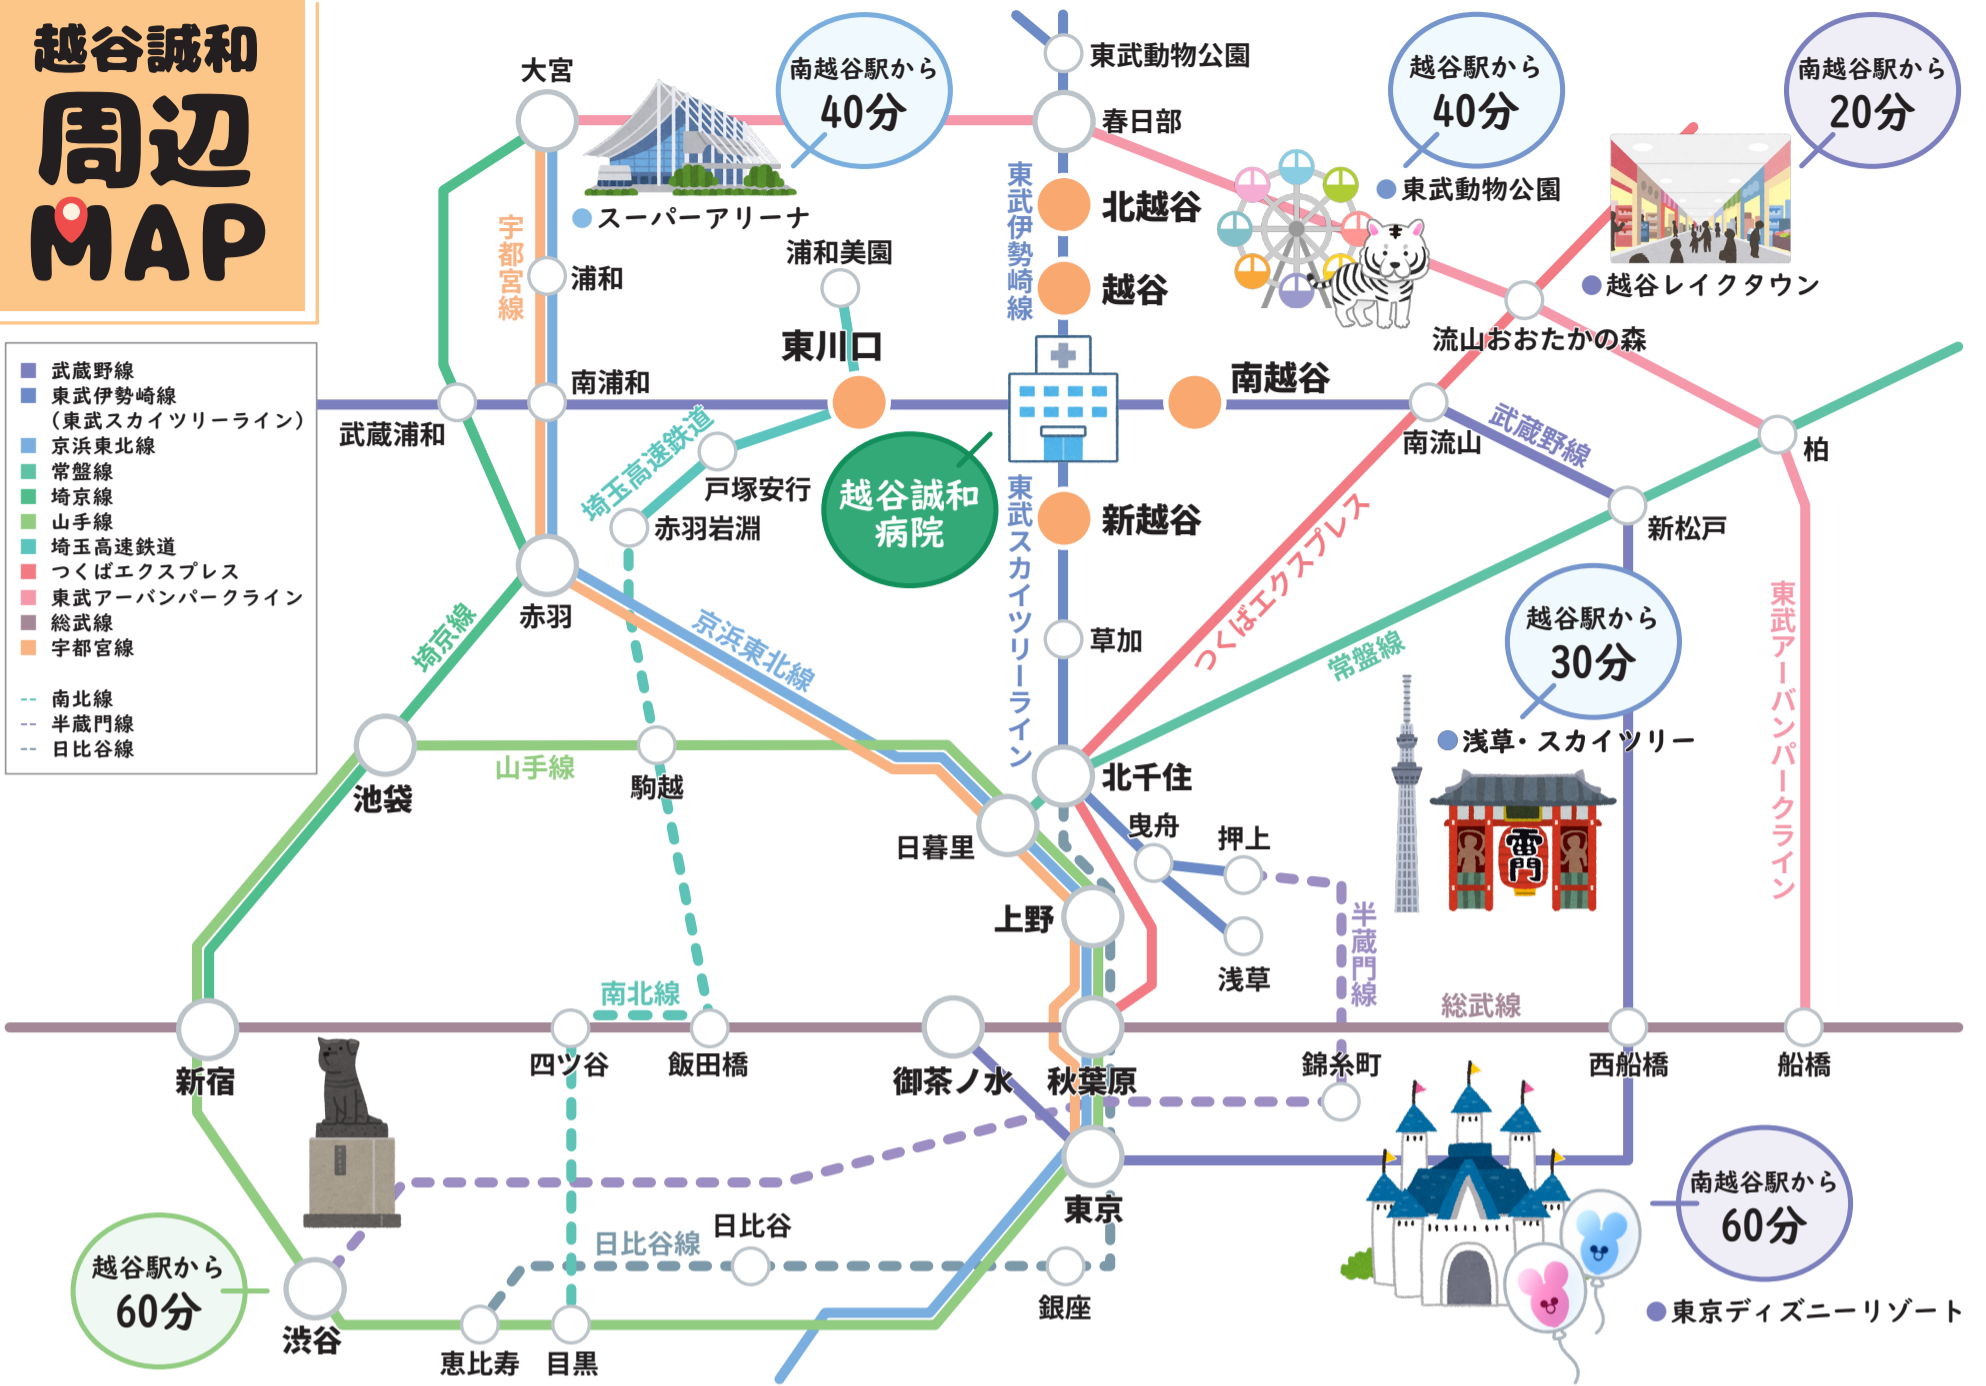 越谷誠和
周辺
MAP
武蔵野線
東武伊勢崎線
(東武スカイツリーライン)
京浜東北線
常盤線
埼京線
山手線
埼玉高速鉄道
つくばエクスプレス
東武アーバンパークライン
総武線
宇都宮線
南北線
半蔵門線
日比谷線
大宮
南越谷駅から
40分
スーパーアリーナ
東武動物公園
春日部
越谷駅から
40分
東武動物公園
南越谷駅から
20分
越谷レイクタウン
宇都宮線
浦和
浦和美園
東武伊勢崎線
北越谷
越谷
流山おおたかの森
東川口
南浦和
武蔵浦和
南越谷
南流山
武蔵野線
柏
埼玉高速鉄道
戸塚安行
赤羽岩淵
越谷誠和
病院
東武スカイツリーライン
新越谷
つくばエクスプレス
新松戸
赤羽
埼京線
京浜東北線
草加
常盤線
越谷駅から
30分
浅草・スカイツリー
雷門
東武アーバンパークライン
山手線
池袋
駒越
日暮里
北千住
曳舟
押上
上野
浅草
半蔵門線
南北線
総武線
新宿
四ツ谷
飯田橋
御茶ノ水
秋葉原
錦糸町
西船橋
船橋
東京
南越谷駅から
60分
東京ディズニーリゾート
越谷駅から
60分
渋谷
日比谷線
日比谷
銀座
恵比寿
目黒